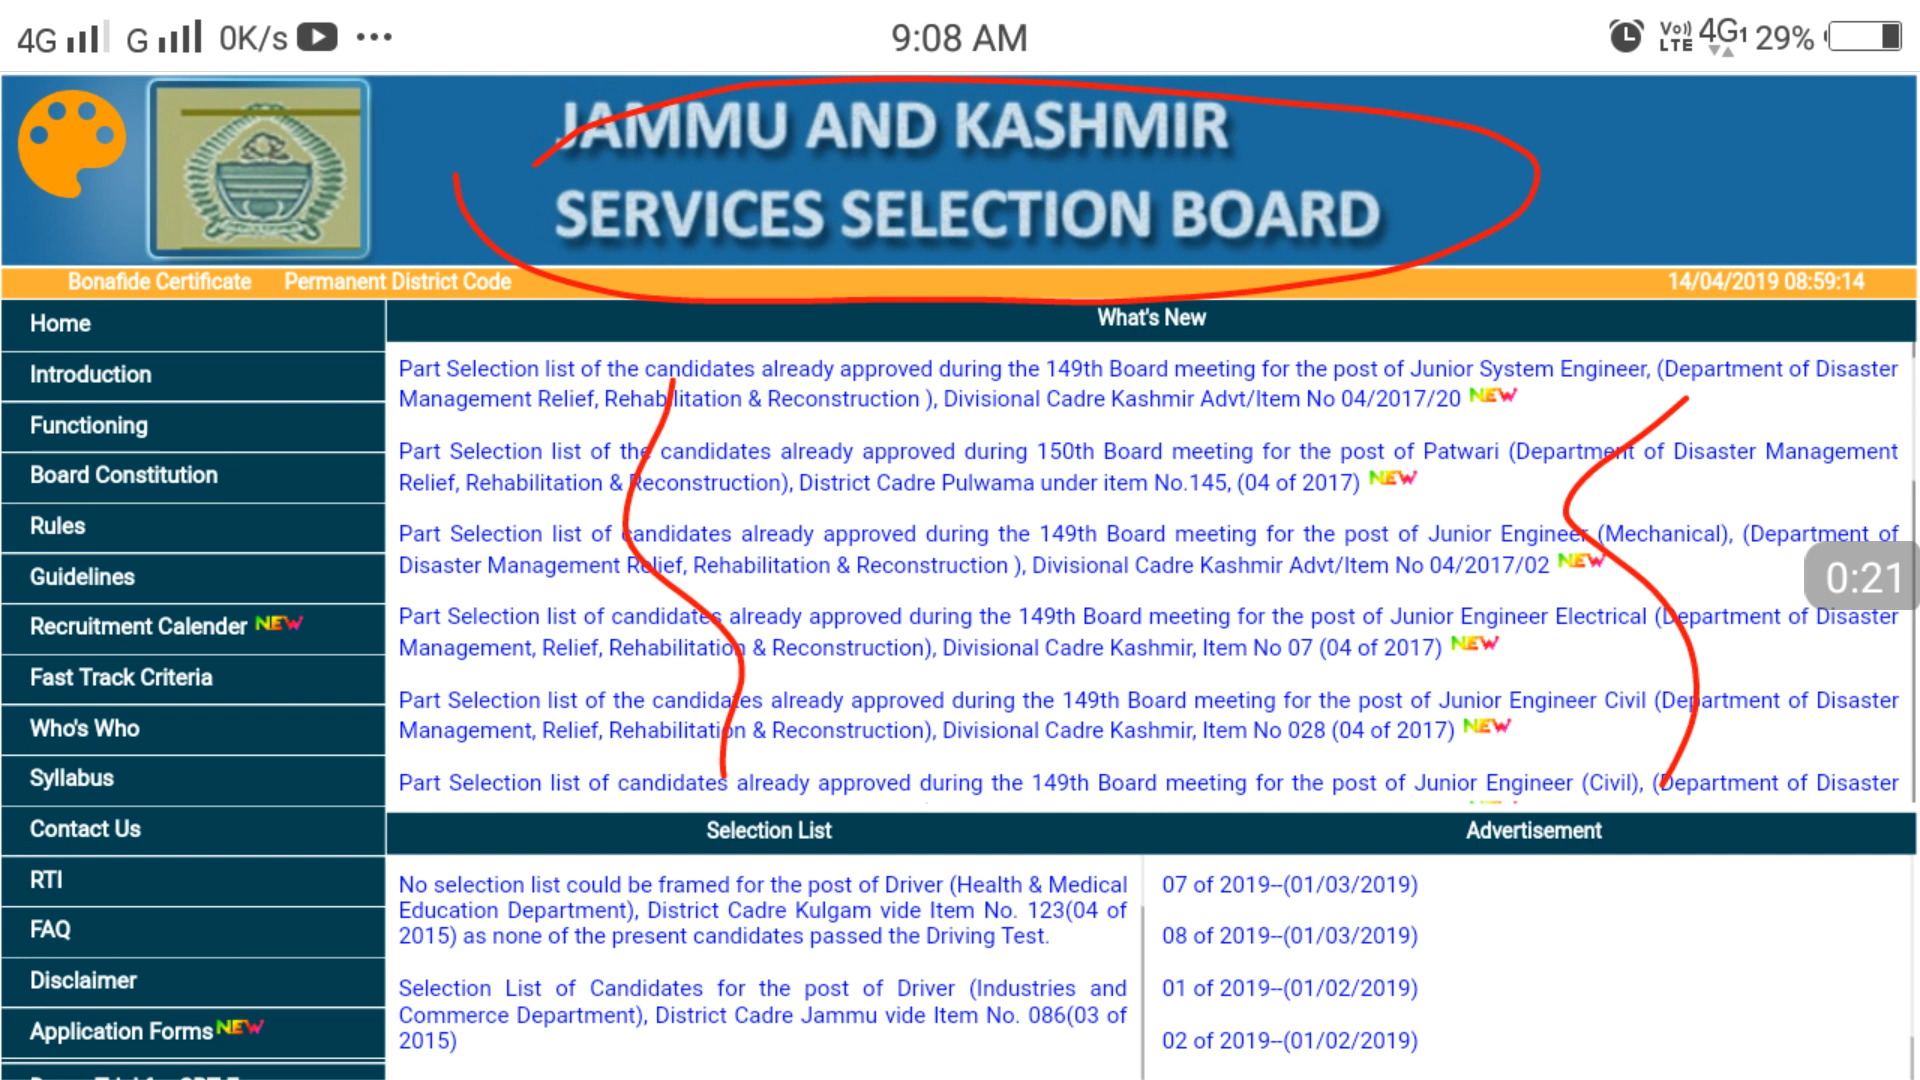 4G G 0K/s 9:08 AM Vo)) LTE 4G1 29%
JAMMU AND KASHMIR
SERVICES SELECTION BOARD
Bonafide Certificate Permanent District Code 14/04/2019 08:59:14
Home
Introduction
Functioning
Board Constitution
Rules
Guidelines
Recruitment Calender NEW
Fast Track Criteria
Who's Who
Syllabus
Contact Us
RTI
FAQ
Disclaimer
Application Forms NEW
What's New
Part Selection list of the candidates already approved during the 149th Board meeting for the post of Junior System Engineer, (Department of Disaster
Management Relief, Rehabilitation & Reconstruction ), Divisional Cadre Kashmir Advt/Item No 04/2017/20 NEW
Part Selection list of the candidates already approved during 150th Board meeting for the post of Patwari (Department of Disaster Management
Relief, Rehabilitation & Reconstruction), District Cadre Pulwama under item No.145, (04 of 2017) NEW
Part Selection list of candidates already approved during the 149th Board meeting for the post of Junior Engineer (Mechanical), (Department of
Disaster Management Relief, Rehabilitation & Reconstruction ), Divisional Cadre Kashmir Advt/Item No 04/2017/02 NEW
0:21
Part Selection list of candidates already approved during the 149th Board meeting for the post of Junior Engineer Electrical (Department of Disaster
Management, Relief, Rehabilitation & Reconstruction), Divisional Cadre Kashmir, Item No 07 (04 of 2017) NEW
Part Selection list of the candidates already approved during the 149th Board meeting for the post of Junior Engineer Civil (Department of Disaster
Management, Relief, Rehabilitation & Reconstruction), Divisional Cadre Kashmir, Item No 028 (04 of 2017) NEW
Part Selection list of candidates already approved during the 149th Board meeting for the post of Junior Engineer (Civil), (Department of Disaster
Selection List
No selection list could be framed for the post of Driver (Health & Medical
Education Department), District Cadre Kulgam vide Item No. 123(04 of
2015) as none of the present candidates passed the Driving Test.
Selection List of Candidates for the post of Driver (Industries and
Commerce Department), District Cadre Jammu vide Item No. 086(03 of
2015)
Advertisement
07 of 2019--(01/03/2019)
08 of 2019--(01/03/2019)
01 of 2019--(01/02/2019)
02 of 2019--(01/02/2019)